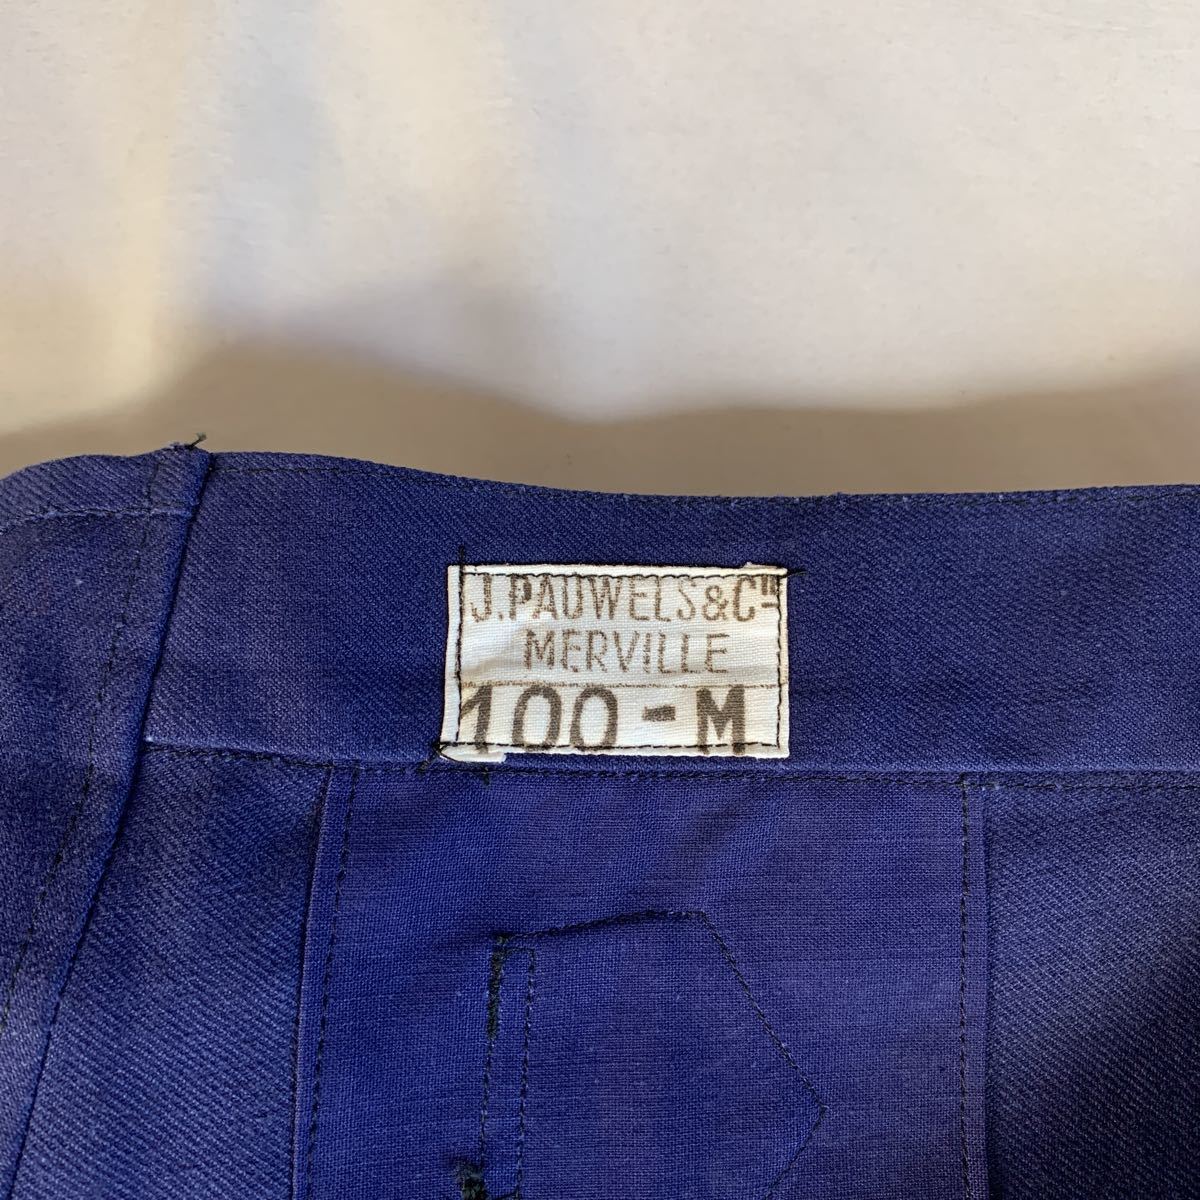 J. PAUWELS & Cie
MERVILLE
100 - M